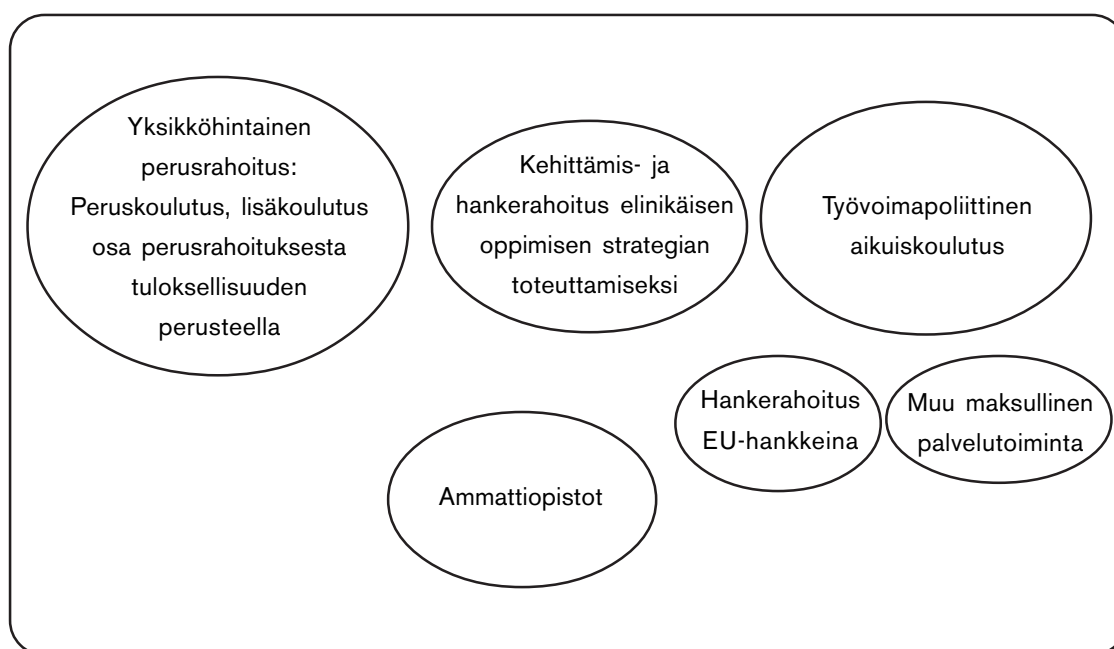 Yksikköhintainen
perusrahoitus:
Peruskoulutus, lisäkoulutus
osa perusrahoituksesta
tuloksellisuuden
perusteella
Kehittämis- ja
hankerahoitus elinikäisen
oppimisen strategian
toteuttamiseksi
Työvoimapoliittinen
aikuiskoulutus
Hankerahoitus
EU-hankkeina
Muu maksullinen
palvelutoiminta
Ammattiopistot